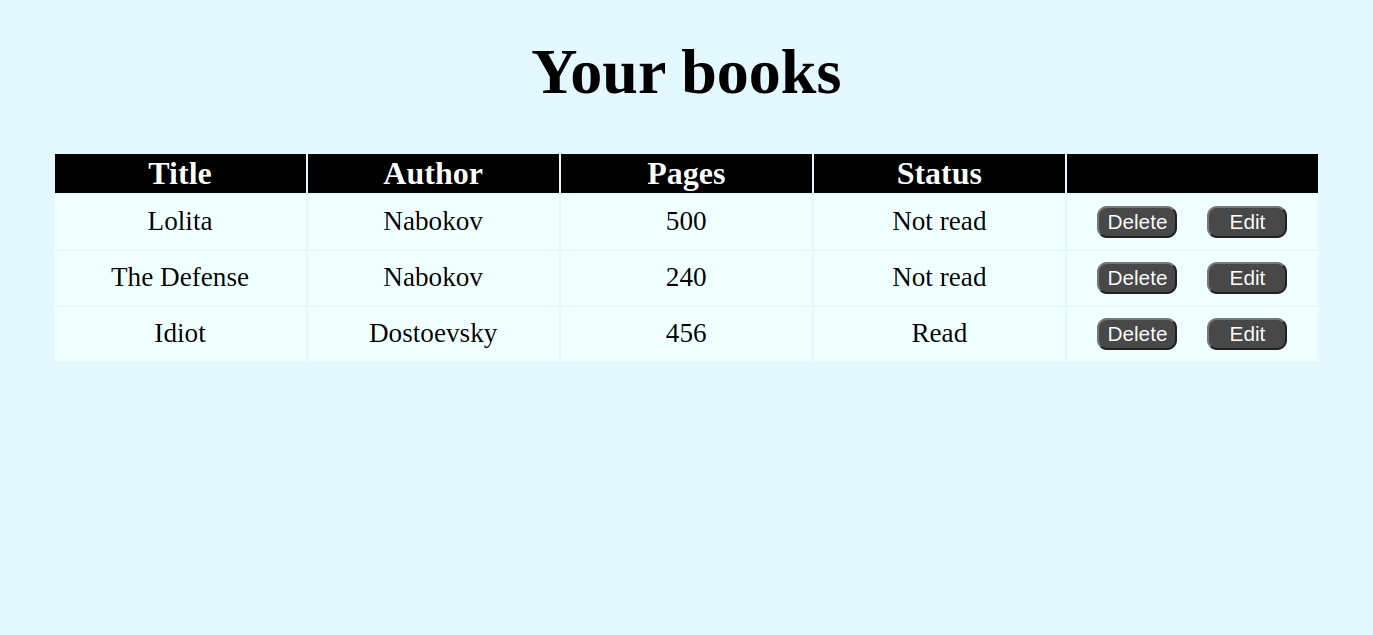 Your books
Title Author Pages Status
Lolita Nabokov 500 Not read Delete Edit
The Defense Nabokov 240 Not read Delete Edit
Idiot Dostoevsky 456 Read Delete Edit